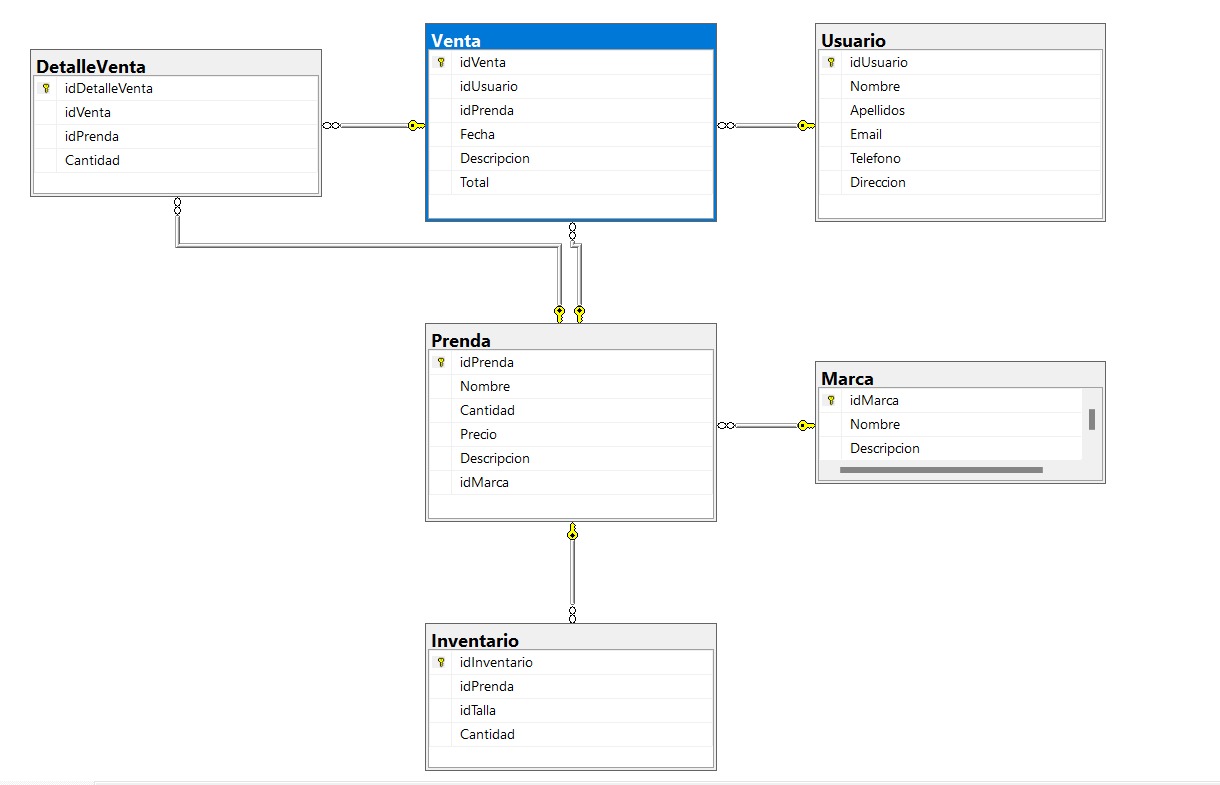 DetalleVenta
idDetalleVenta
idVenta
idPrenda
Cantidad
Venta
idVenta
idUsuario
idPrenda
Fecha
Descripcion
Total
Usuario
idUsuario
Nombre
Apellidos
Email
Telefono
Direccion
Prenda
idPrenda
Nombre
Cantidad
Precio
Descripcion
idMarca
Marca
idMarca
Nombre
Descripcion
Inventario
idInventario
idPrenda
idTalla
Cantidad